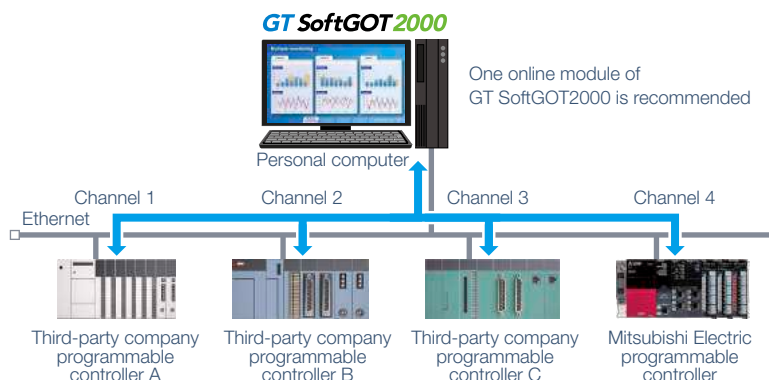 GT SoftGOT2000
Multiple monitoring
One online module of
GT SoftGOT2000 is recommended
Personal computer
Channel 1
Channel 2
Channel 3
Channel 4
Ethernet
Third-party company
programmable
controller A
Third-party company
programmable
controller B
Third-party company
programmable
controller C
Mitsubishi Electric
programmable
controller